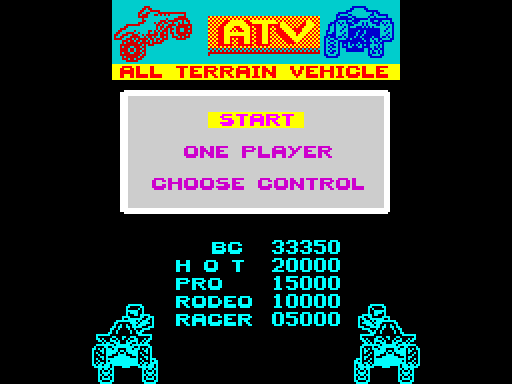 ATV
ALL TERRAIN VEHICLE
START
ONE PLAYER
CHOOSE CONTROL
BC 33350
H O T 20000
PRO 15000
RODEO 10000
RACER 05000